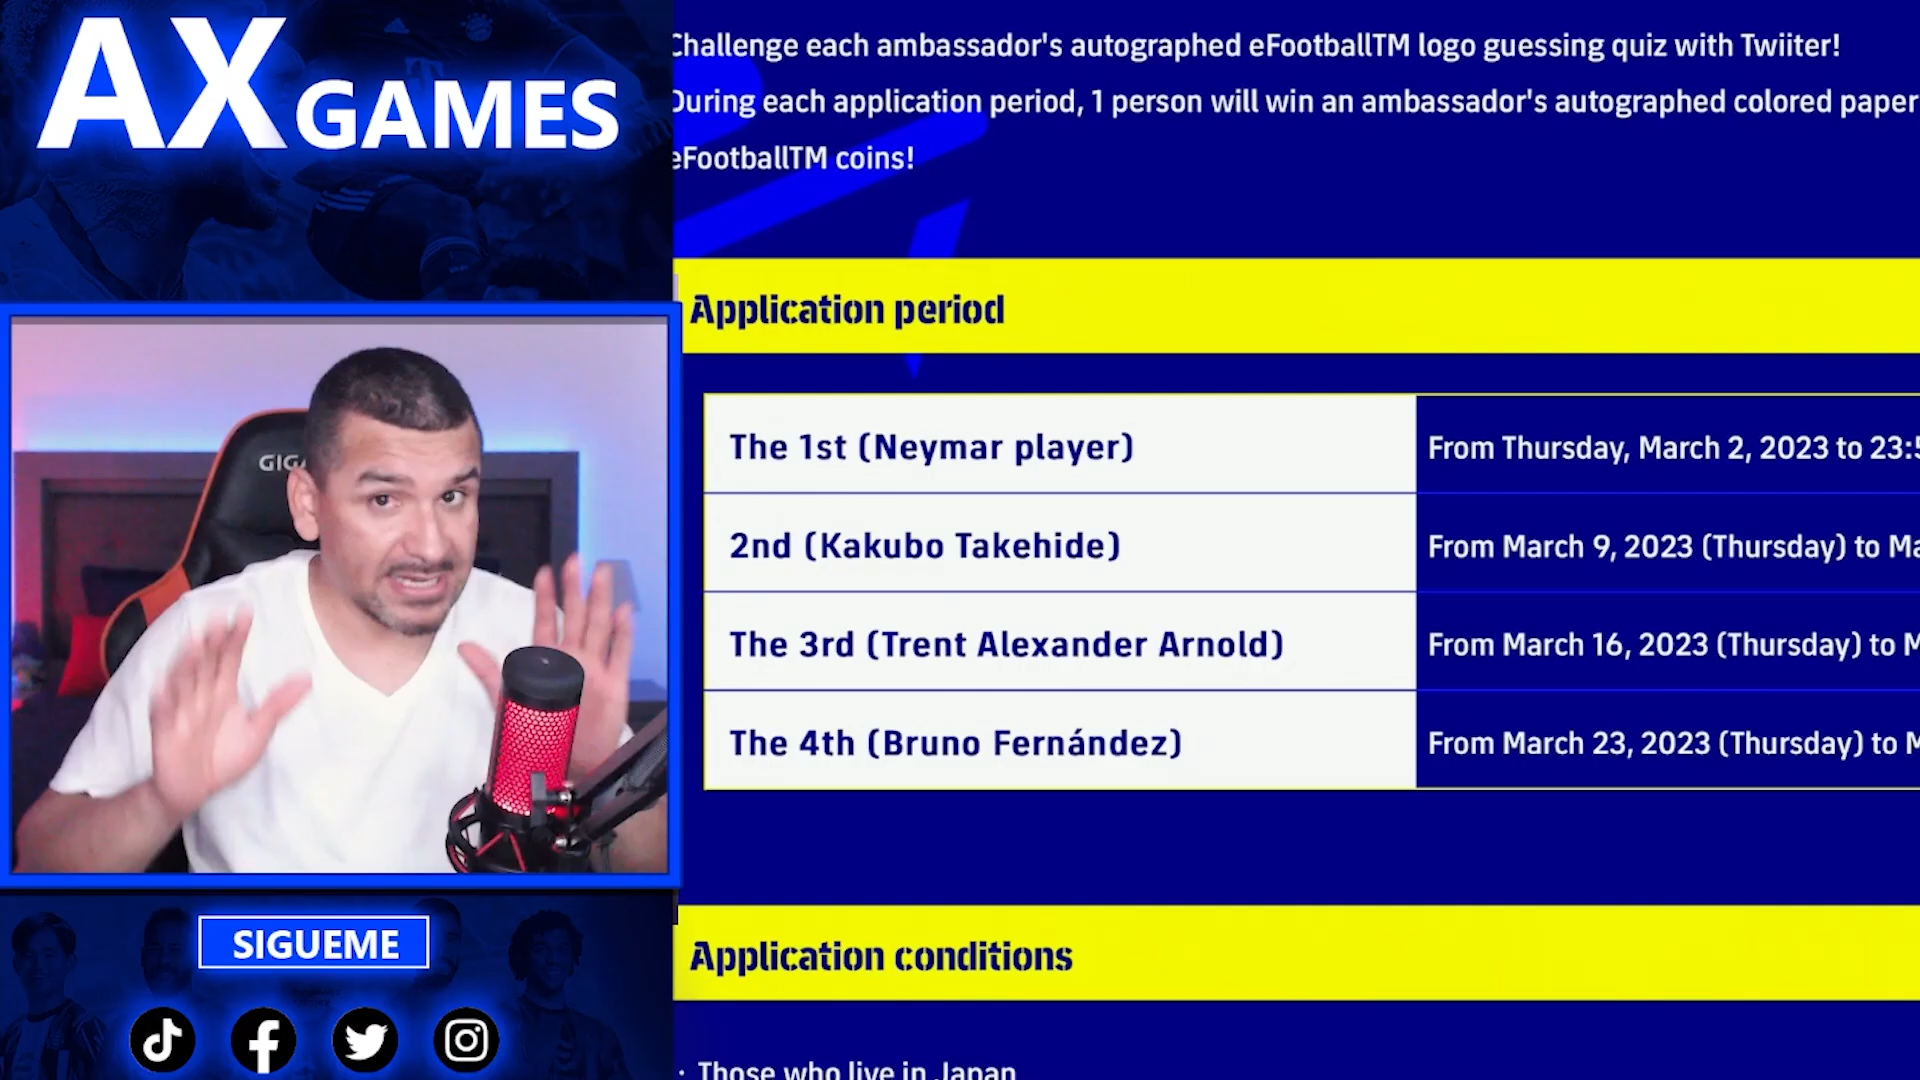 AX GAMES
Challenge each ambassador's autographed eFootballTM logo guessing quiz with Twiiter!
During each application period, 1 person will win an ambassador's autographed colored paper
eFootballTM coins!
Application period
The 1st (Neymar player) From Thursday, March 2, 2023 to 23:5
2nd (Kakubo Takehide) From March 9, 2023 (Thursday) to Ma
The 3rd (Trent Alexander Arnold) From March 16, 2023 (Thursday) to M
The 4th (Bruno Fernández) From March 23, 2023 (Thursday) to M
SIGUEME
Application conditions
· Those who live in Japan